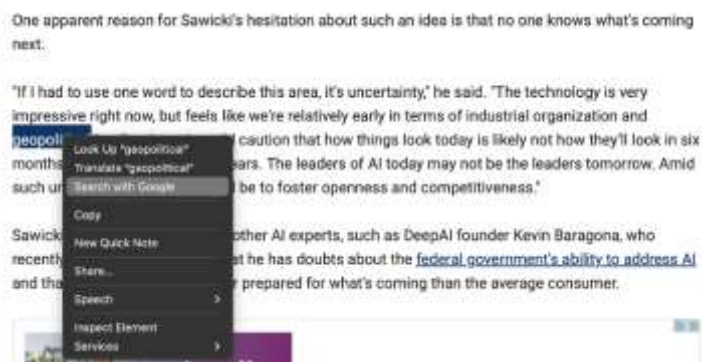 One apparent reason for Sawicki's hesitation about such an idea is that no one knows what's coming
next.
"If I had to use one word to describe this area, it's uncertainty," he said. "The technology is very
impressive right now, but feels like we're relatively early in terms of industrial organization and
geopoli
caution that how things look today is likely not how they'll look in six
months
ars. The leaders of AI today may not be the leaders tomorrow. Amid
such un
be to foster openness and competitiveness."
Look Up "geopolitical"
Translate "geopolitical"
Search with Google
Copy
New Quick Note
Share...
Speech
Inspect Element
Services
Sawick
other AI experts, such as DeepAI founder Kevin Baragona, who
recently
at he has doubts about the federal government's ability to address AI
and tha
r prepared for what's coming than the average consumer.